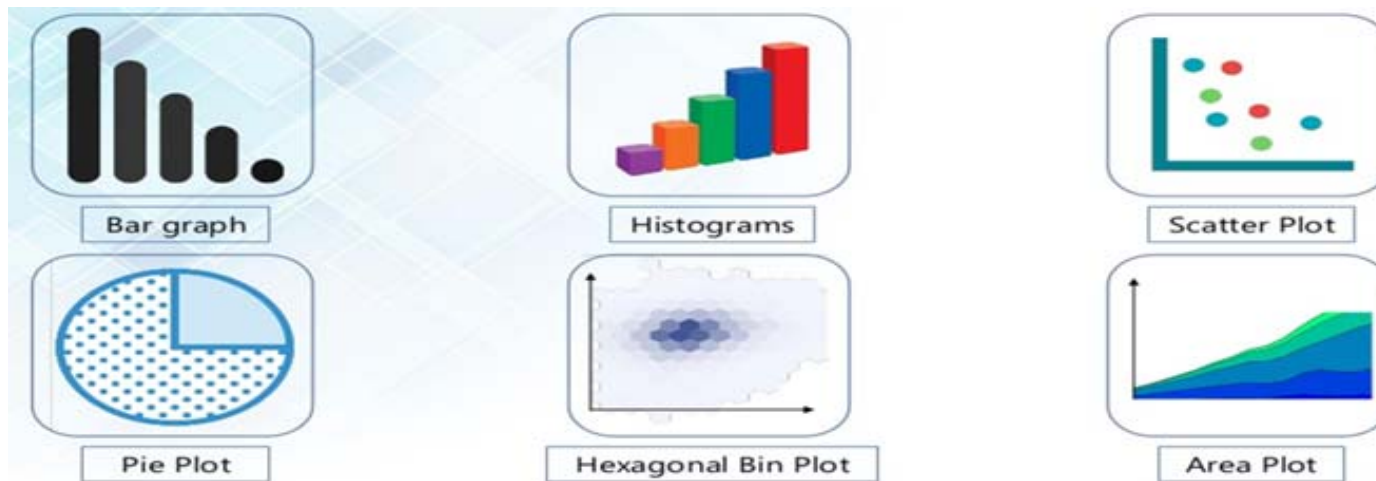 Bar graph
Histograms
Scatter Plot
Pie Plot
Hexagonal Bin Plot
Area Plot